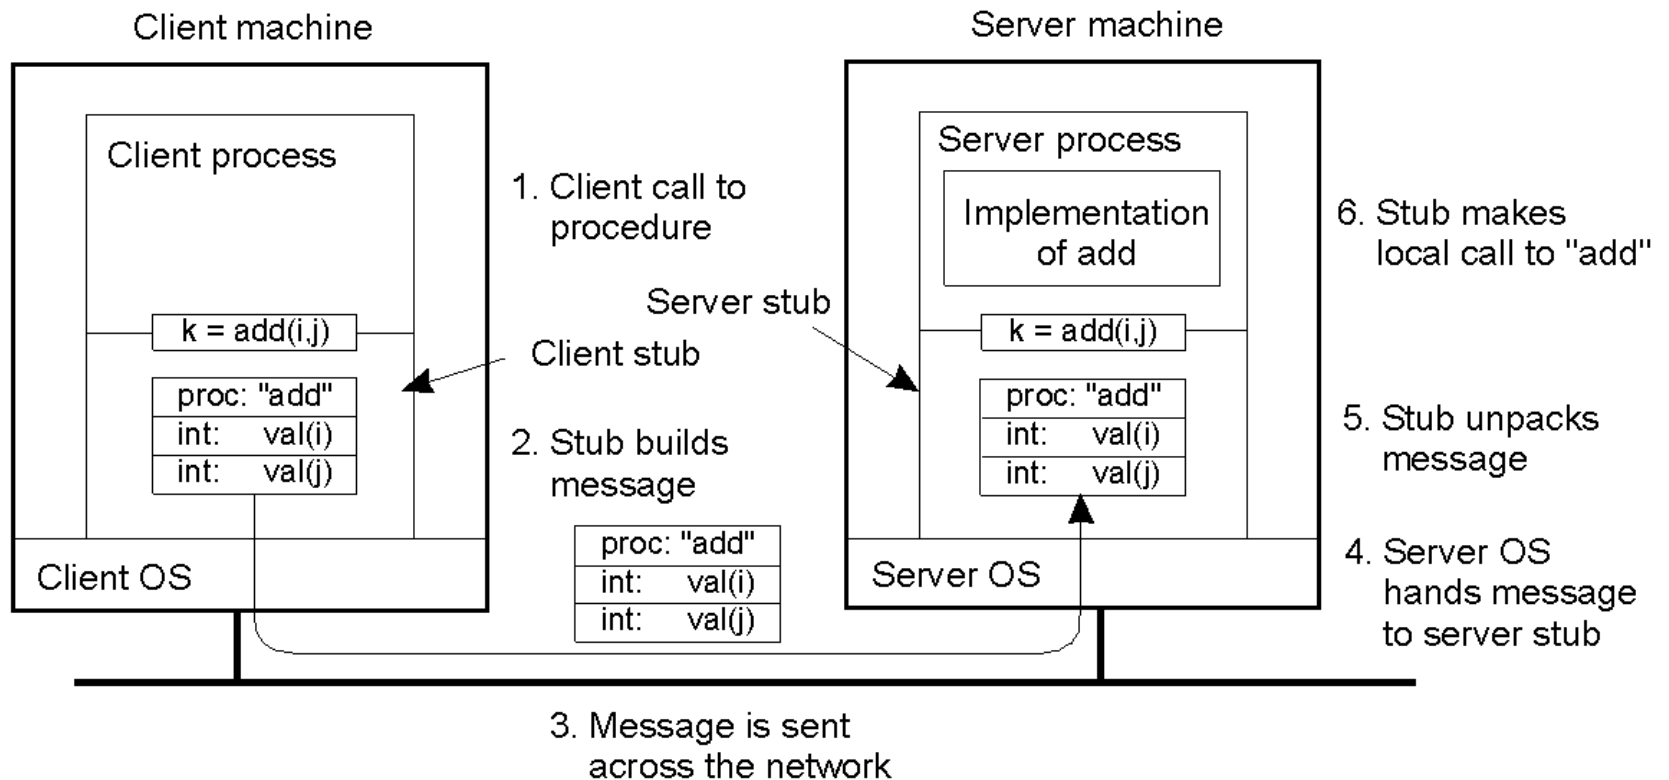 Client machine
Server machine
Client process
1. Client call to
procedure
Server process
Implementation
of add
6. Stub makes
local call to "add"
Server stub
k = add(i,j)
k = add(i,j)
Client stub
proc: "add"
int: val(i)
int: val(j)
2. Stub builds
message
proc: "add"
int: val(i)
int: val(j)
proc: "add"
int: val(i)
int: val(j)
5. Stub unpacks
message
Client OS
Server OS
4. Server OS
hands message
to server stub
3. Message is sent
across the network